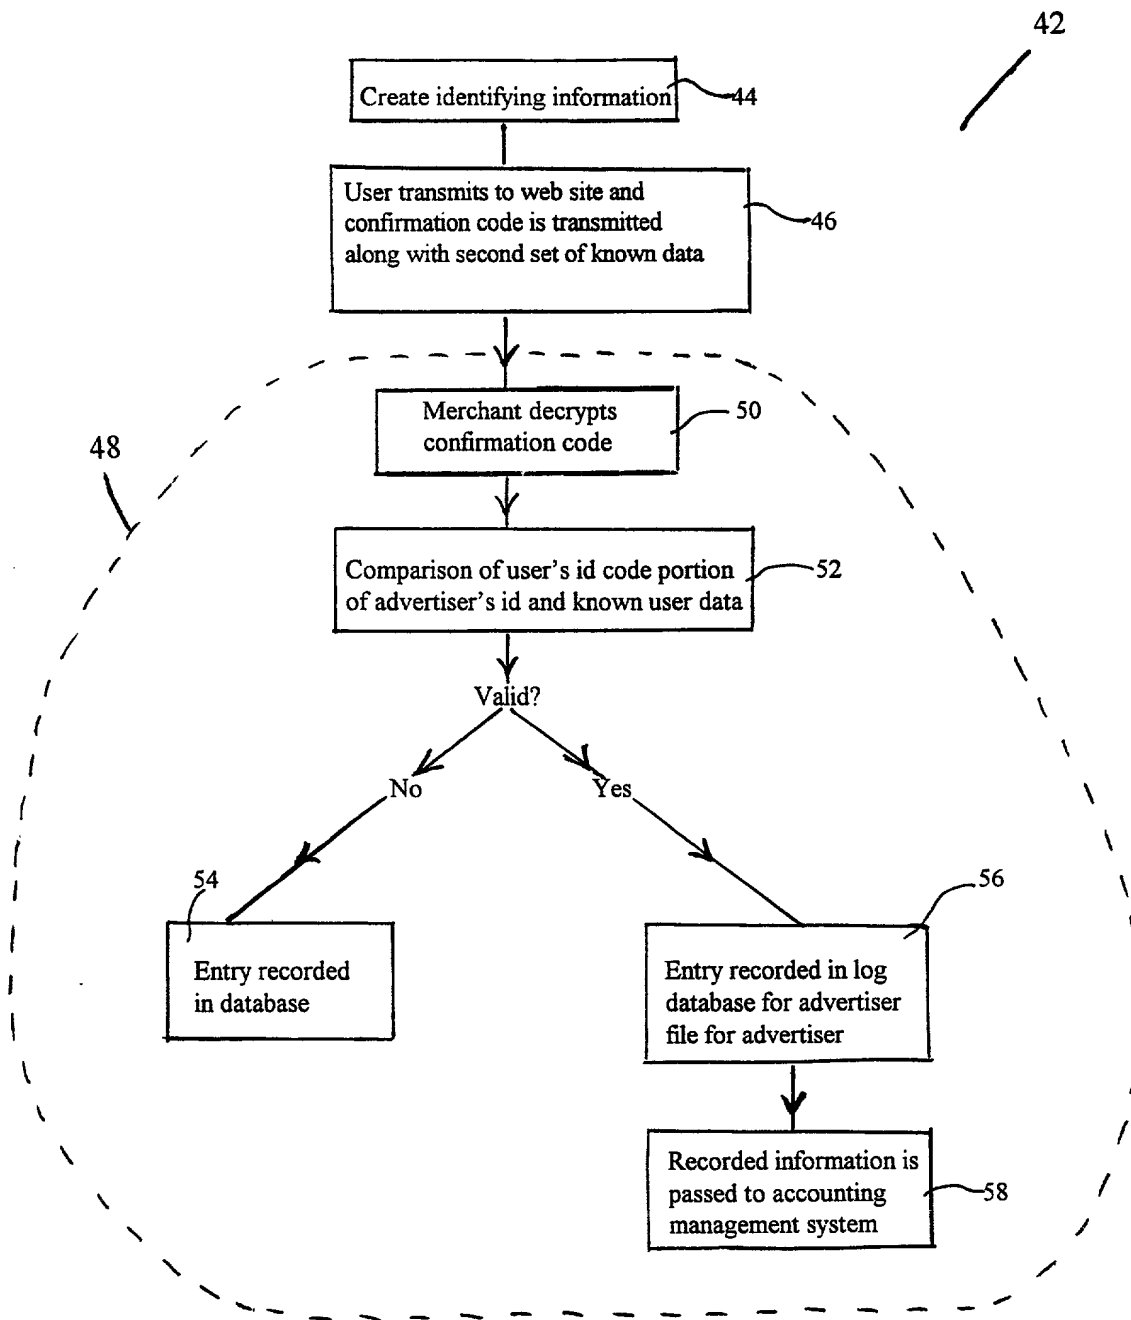 42
Create identifying information
44
User transmits to web site and
confirmation code is transmitted
along with second set of known data
46
Merchant decrypts
confirmation code
50
48
Comparison of user's id code portion
of advertiser's id and known user data
52
Valid?
No
Yes
54
Entry recorded
in database
56
Entry recorded in log
database for advertiser
file for advertiser
Recorded information is
passed to accounting
management system
58